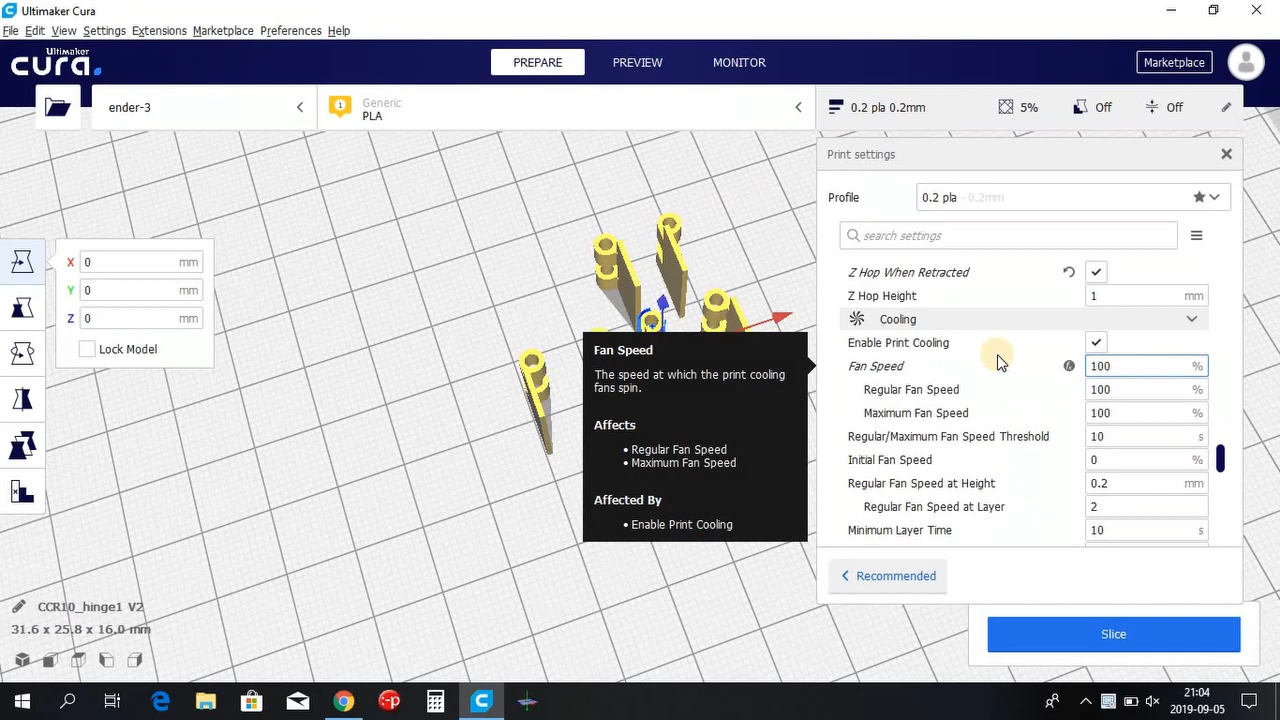 Ultimaker Cura
File Edit View Settings Extensions Marketplace Preferences Help
Ultimaker
cura.
PREPARE
PREVIEW
MONITOR
Marketplace
ender-3
1
Generic
PLA
0.2 pla 0.2mm
5%
Off
Off
Print settings
Profile
0.2 pla - 0.2mm
search settings
Z Hop When Retracted
Z Hop Height 1 mm
Cooling
Enable Print Cooling
Fan Speed 100 %
Regular Fan Speed 100 %
Maximum Fan Speed 100 %
Regular/Maximum Fan Speed Threshold 10 s
Initial Fan Speed 0 %
Regular Fan Speed at Height 0.2 mm
Regular Fan Speed at Layer 2
Minimum Layer Time 10 s
Recommended
Slice
X 0 mm
Y 0 mm
Z 0 mm
Lock Model
Fan Speed
The speed at which the print cooling
fans spin.
Affects
• Regular Fan Speed
• Maximum Fan Speed
Affected By
• Enable Print Cooling
CCR10_hinge1 V2
31.6 x 25.8 x 16.0 mm
21:04
2019-09-05